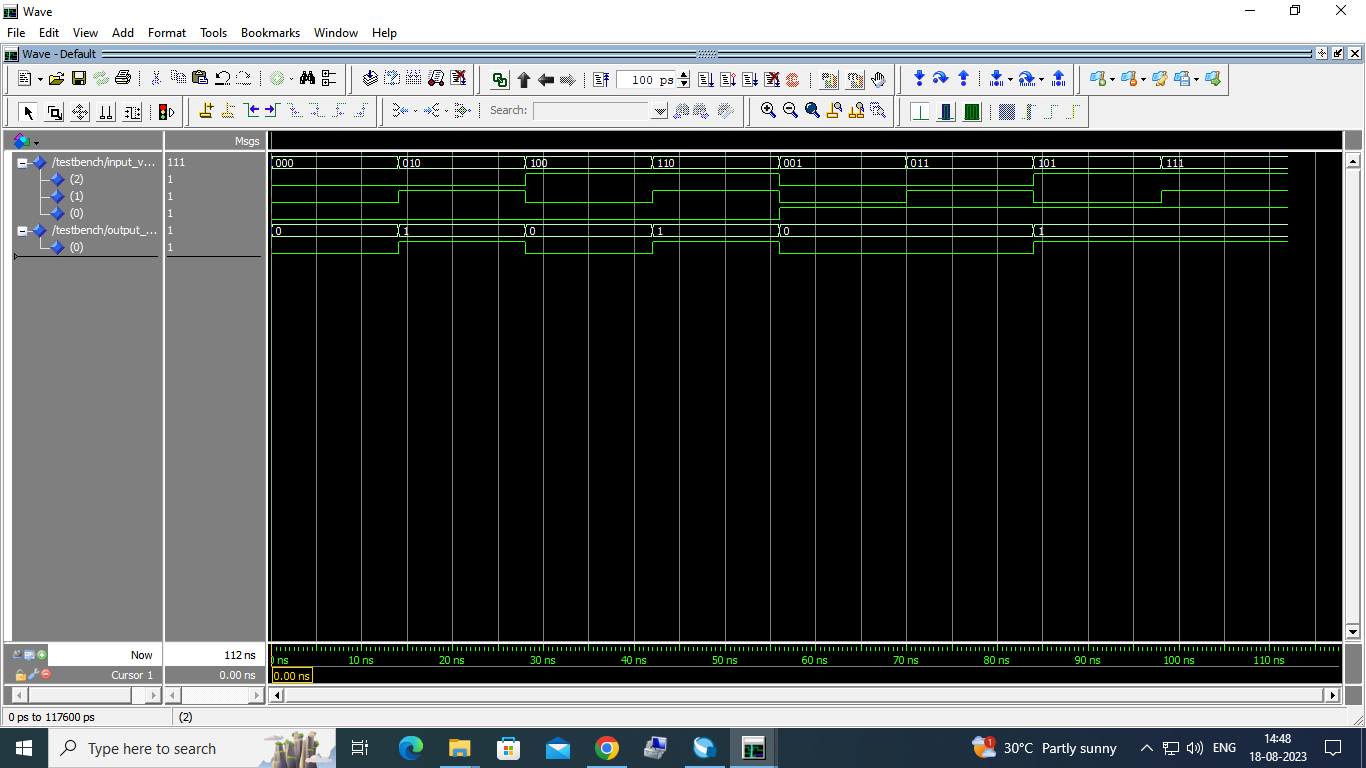 Wave
File Edit View Add Format Tools Bookmarks Window Help
Wave - Default
100 ps
Search:
Msgs
/testbench/input_v... 111 000 010 100 110 001 011 101 111
(2) 1
(1) 1
(0) 1
/testbench/output_... 1 0 1 0 1 0 1
(0) 1
Now 112 ns ns 10 ns 20 ns 30 ns 40 ns 50 ns 60 ns 70 ns 80 ns 90 ns 100 ns 110 ns
Cursor 1 0.00 ns 0.00 ns
0 ps to 117600 ps (2)
Type here to search 1 30°C Partly sunny ENG 14:48
18-08-2023